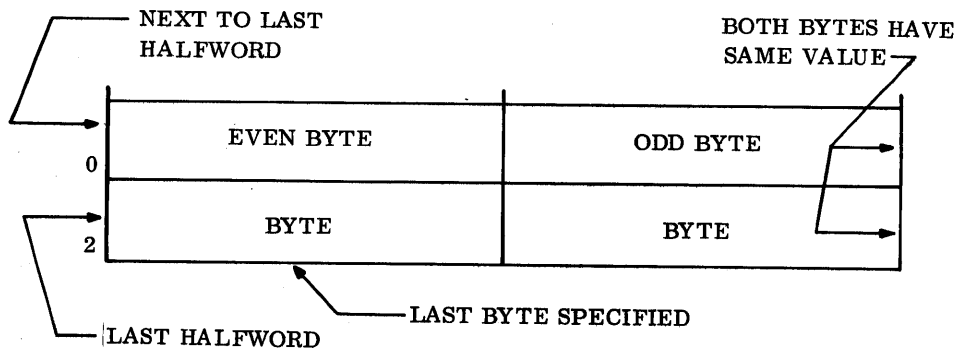 NEXT TO LAST
HALFWORD
BOTH BYTES HAVE
SAME VALUE
EVEN BYTE
ODD BYTE
0
BYTE
BYTE
2
LAST BYTE SPECIFIED
LAST HALFWORD